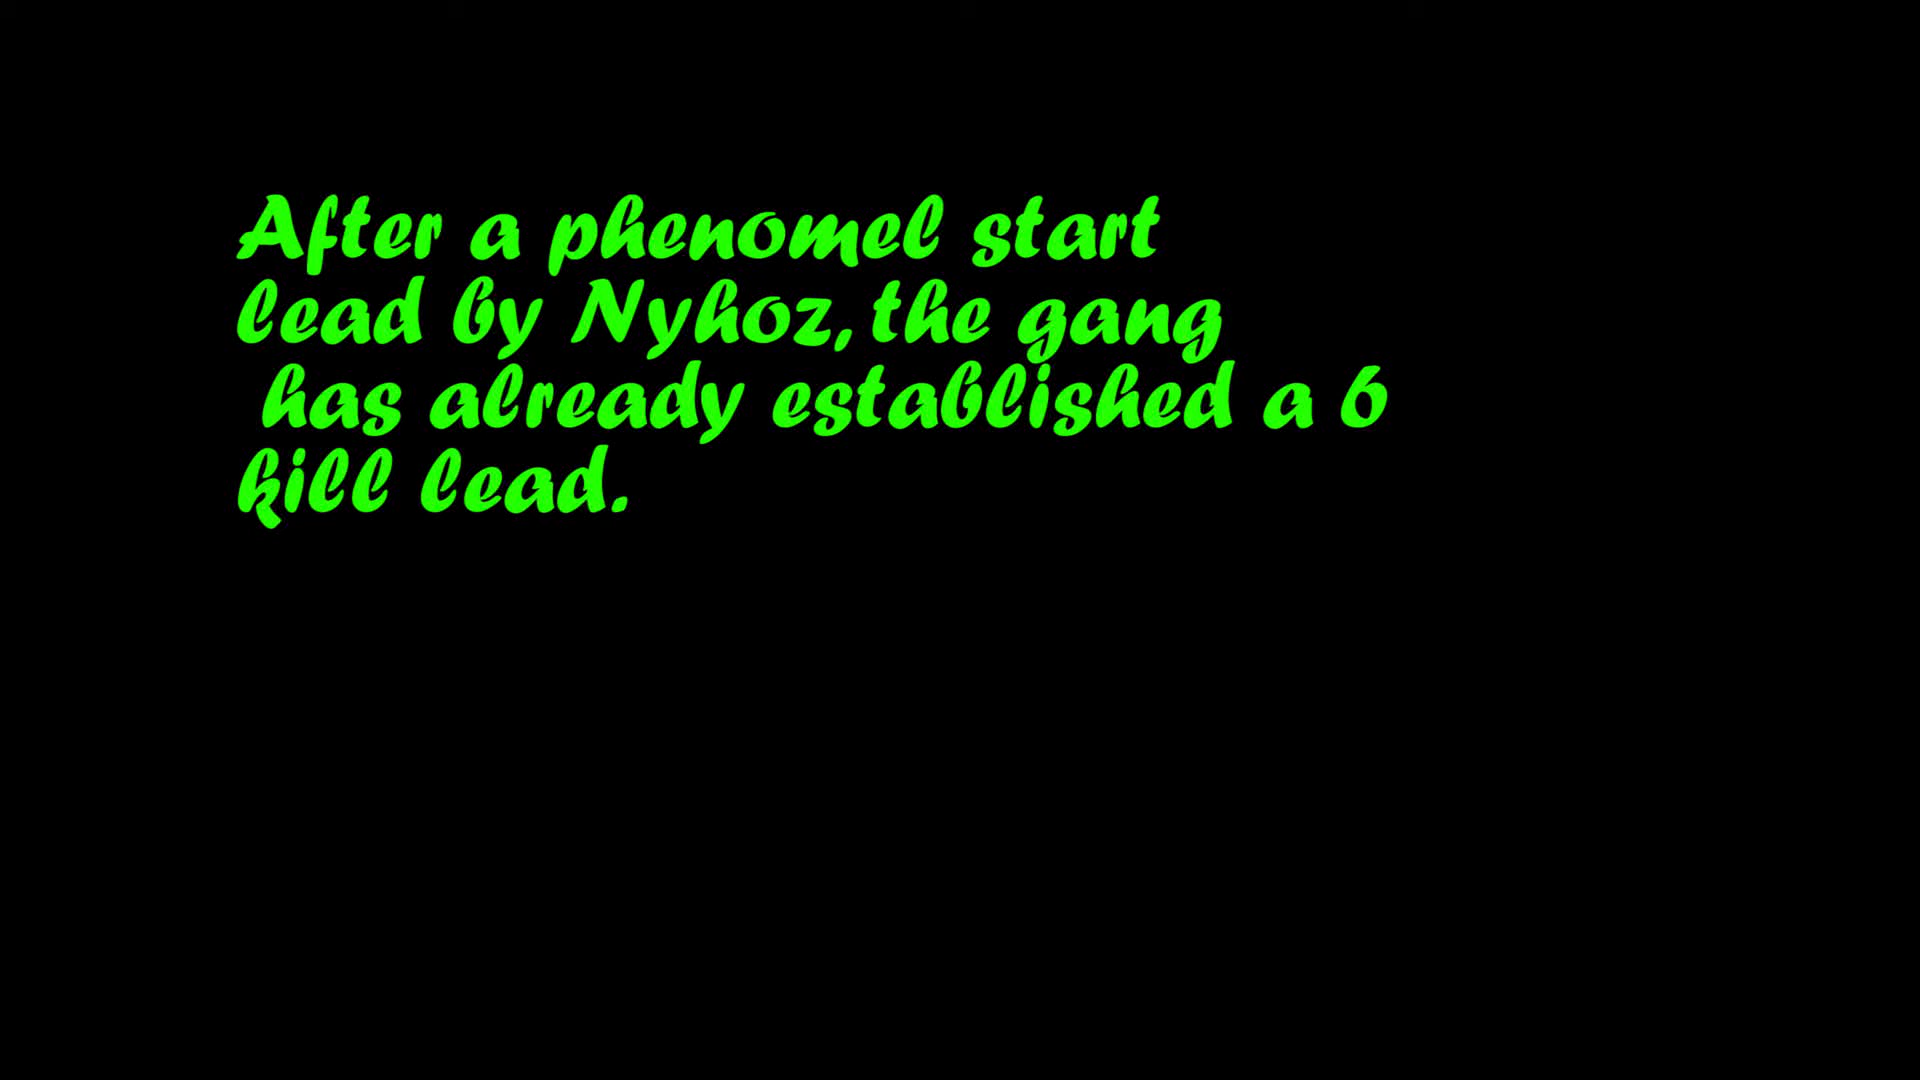 After a phenomel start
lead by Nyhoz, the gang
has already established a 6
kill lead.